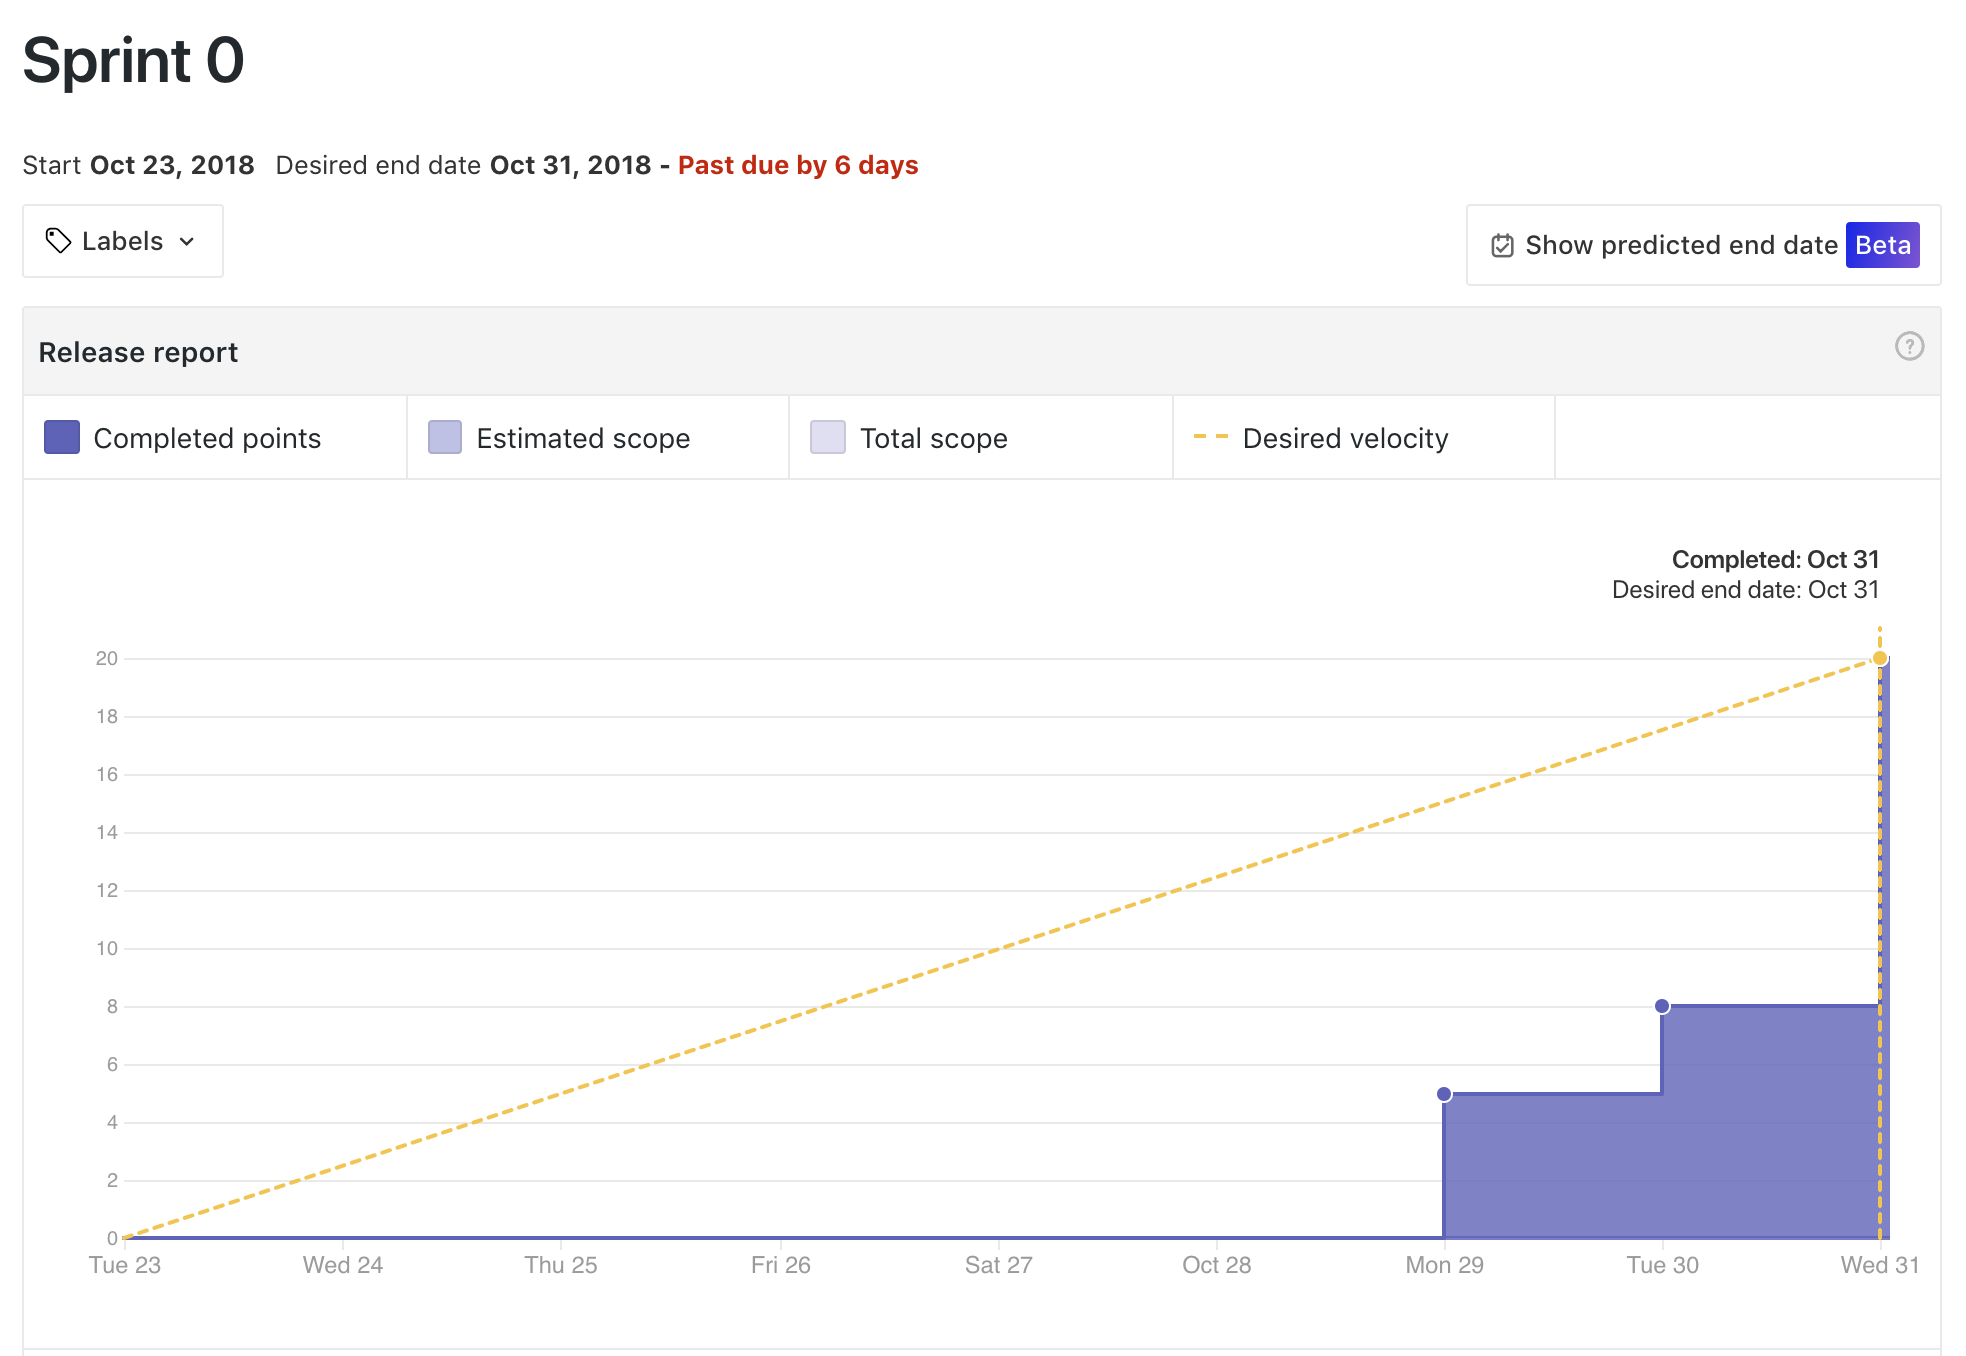 Sprint 0
Start Oct 23, 2018 Desired end date Oct 31, 2018 - Past due by 6 days
Labels
Show predicted end date Beta
Release report
?
Completed points
Estimated scope
Total scope
Desired velocity
Completed: Oct 31
Desired end date: Oct 31
20
18
16
14
12
10
8
6
4
2
0
Tue 23 Wed 24 Thu 25 Fri 26 Sat 27 Oct 28 Mon 29 Tue 30 Wed 31